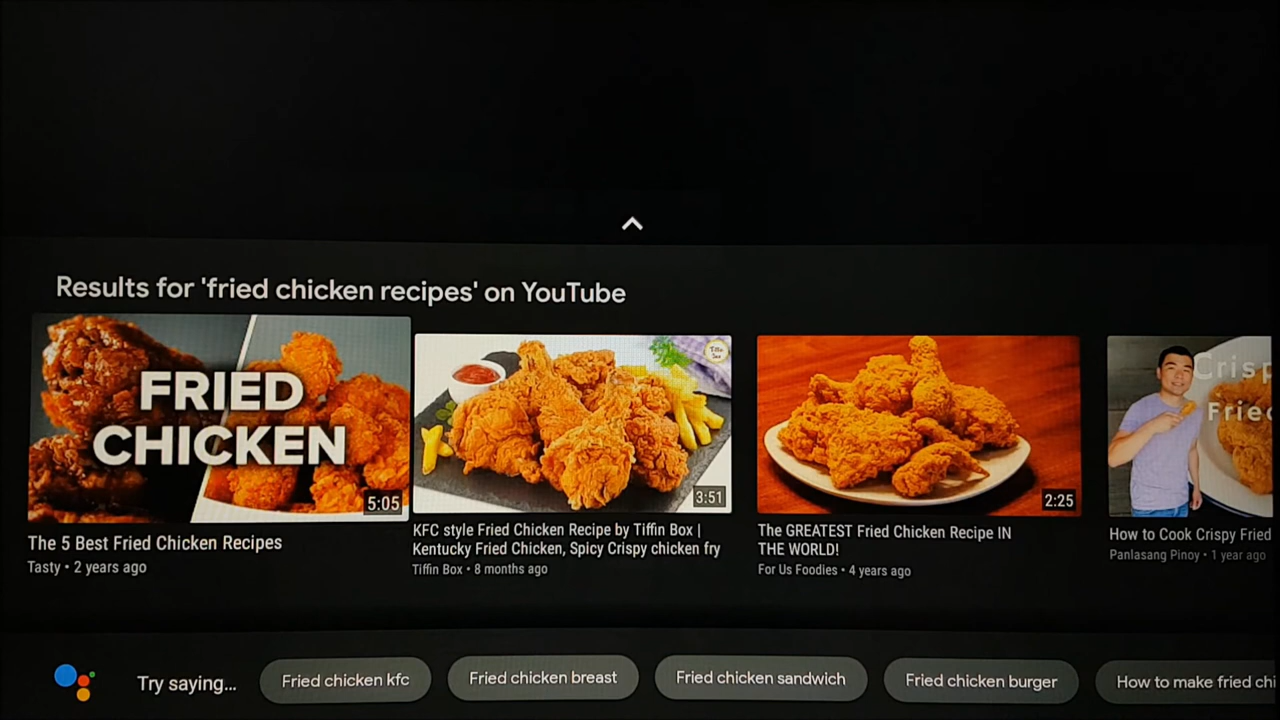 Results for 'fried chicken recipes' on YouTube
FRIED
CHICKEN
5:05
The 5 Best Fried Chicken Recipes
Tasty • 2 years ago
3:51
KFC style Fried Chicken Recipe by Tiffin Box |
Kentucky Fried Chicken, Spicy Crispy chicken fry
Tiffin Box • 8 months ago
2:25
The GREATEST Fried Chicken Recipe IN
THE WORLD!
For Us Foodies • 4 years ago
Crisp
Fried
How to Cook Crispy Fried
Panlasang Pinoy • 1 year ago
Try saying...
Fried chicken kfc
Fried chicken breast
Fried chicken sandwich
Fried chicken burger
How to make fried chi